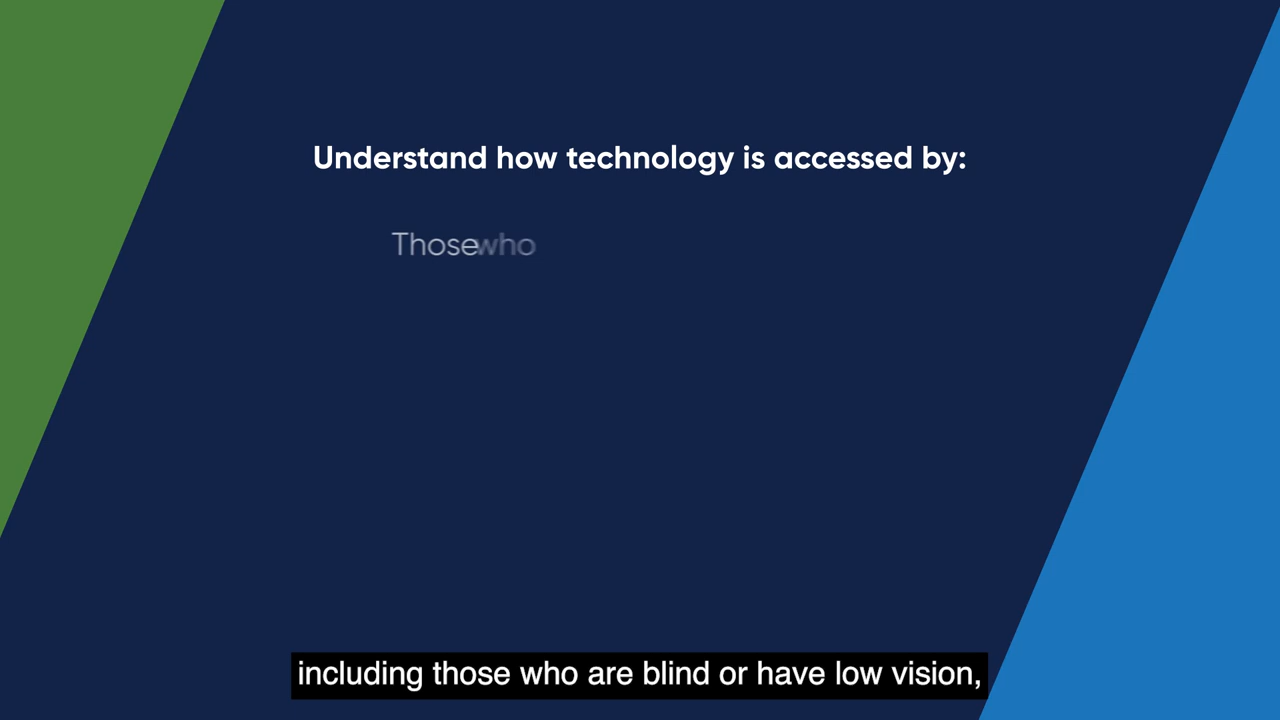 Understand how technology is accessed by:
Those who
including those who are blind or have low vision,